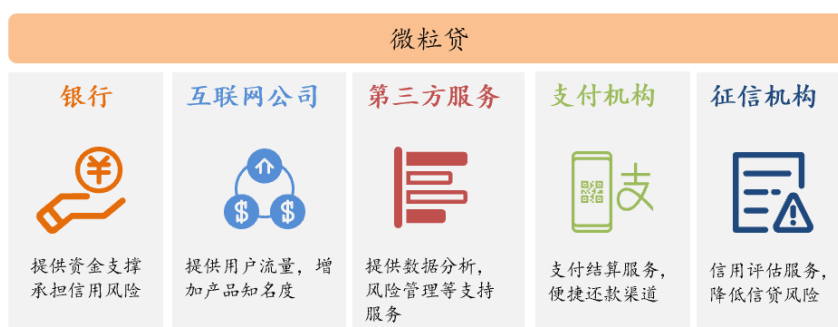 微粒贷
银行
提供资金支撑
承担信用风险
互联网公司
提供用户流量，增
加产品知名度
第三方服务
提供数据分析，
风险管理等支持
服务
支付机构
支
支付结算服务，
便捷还款渠道
征信机构
信用评估服务，
降低信贷风险